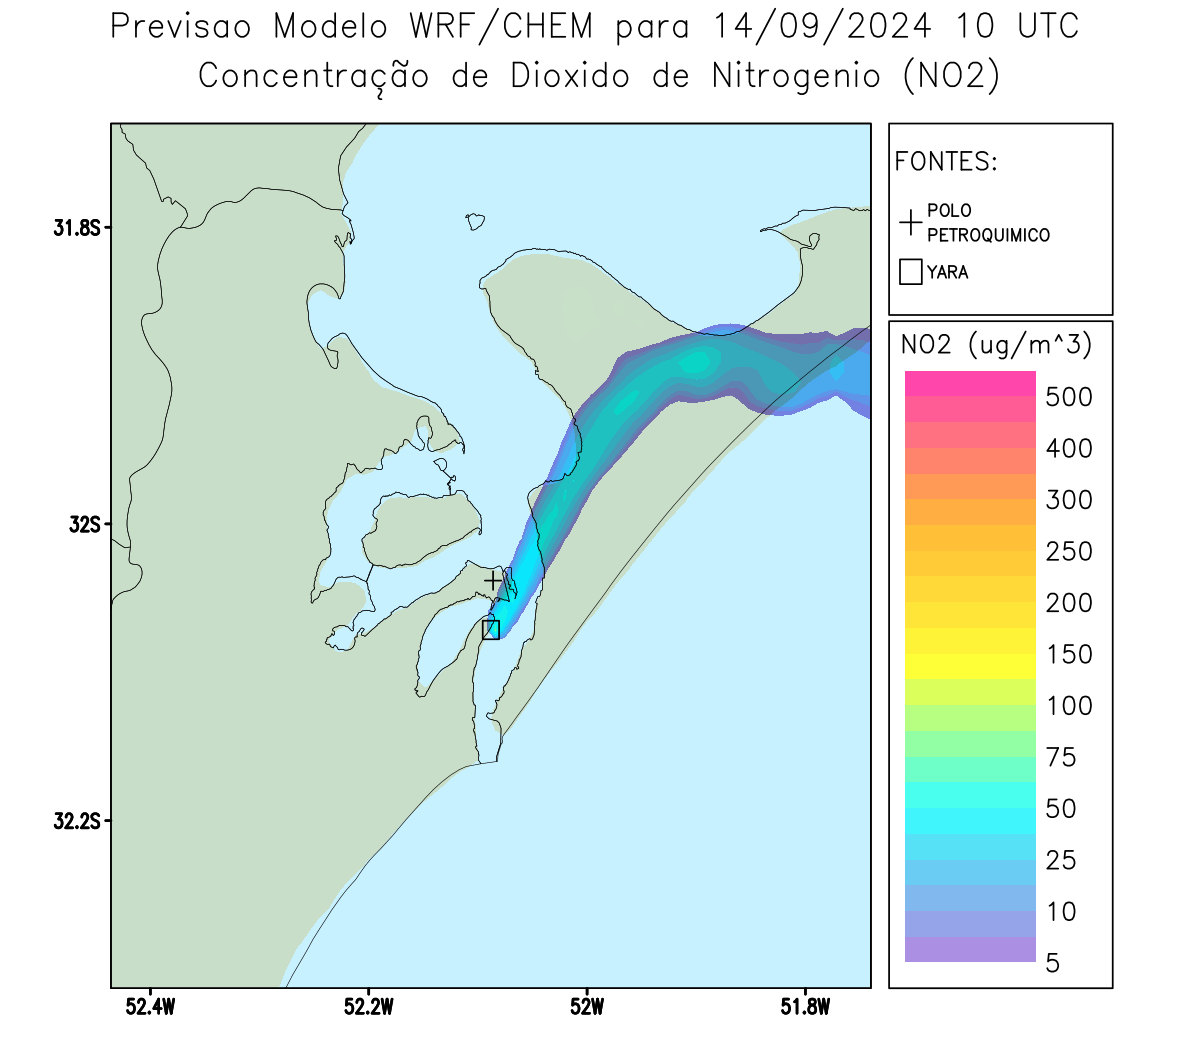 Previsao Modelo WRF/CHEM para 14/09/2024 10 UTC
Concentração de Dioxido de Nitrogenio (NO2)
FONTES:
POLO
PETROQUIMICO
YARA
NO2 (ug/m^3)
500
400
300
250
200
150
100
75
50
25
10
5
31.8S
32S
32.2S
52.4W
52.2W
52W
51.8W